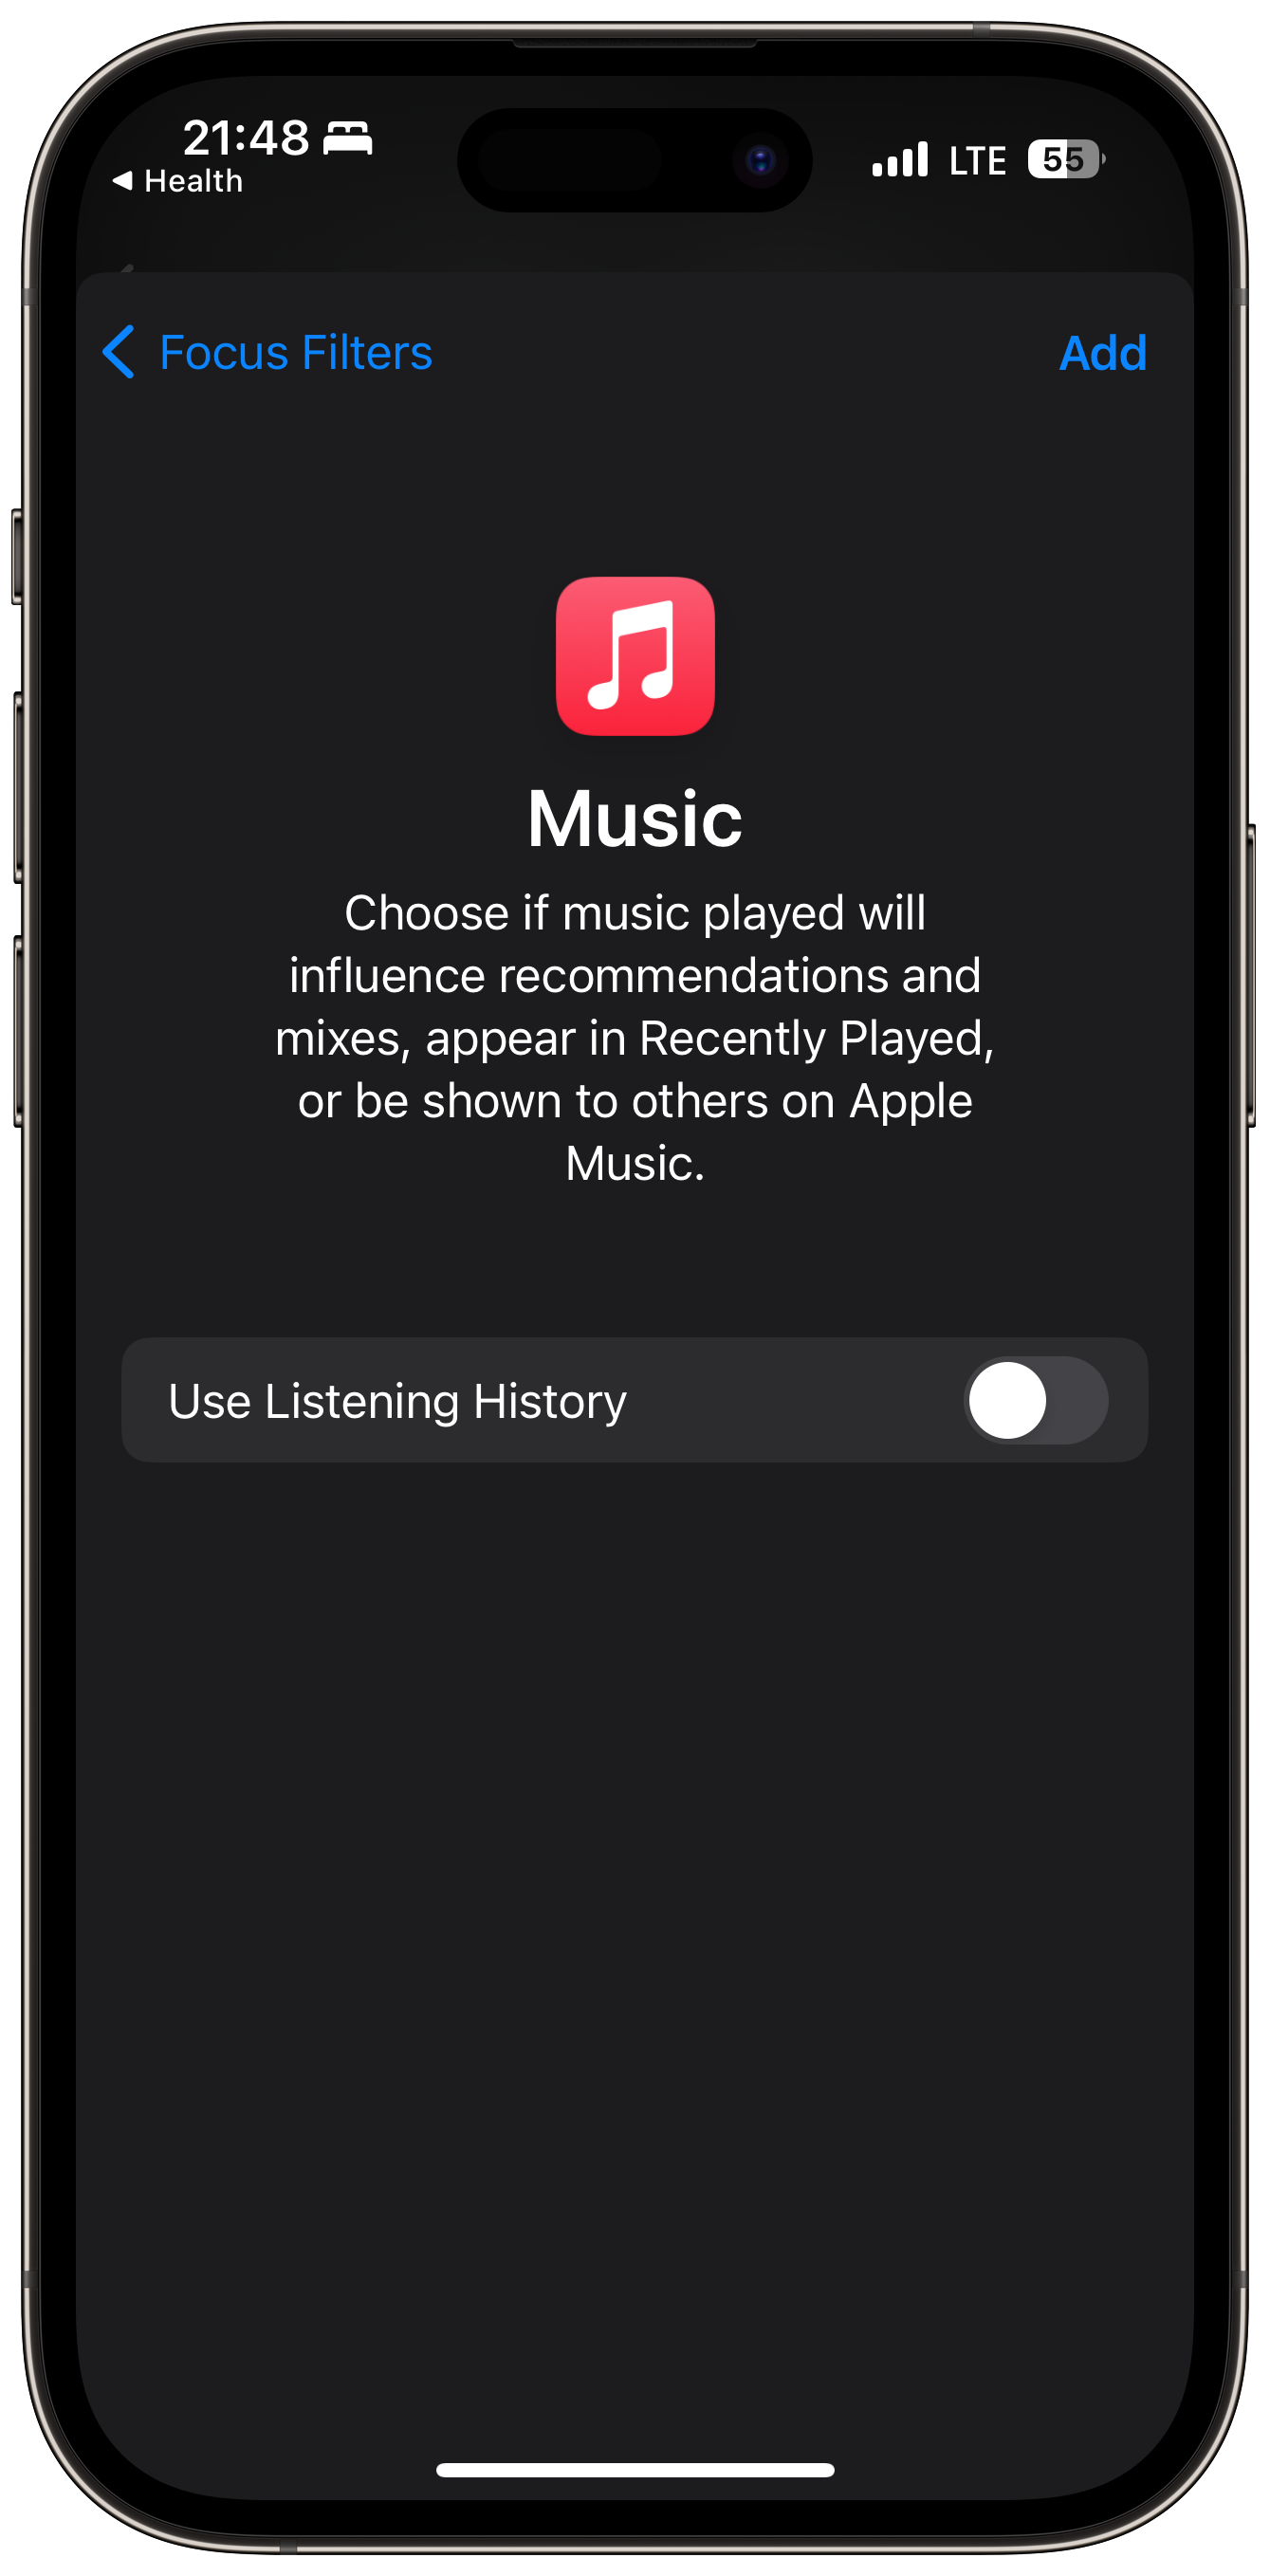 21:48
Health
LTE
55
Focus Filters
Add
Music
Choose if music played will
influence recommendations and
mixes, appear in Recently Played,
or be shown to others on Apple
Music.
Use Listening History